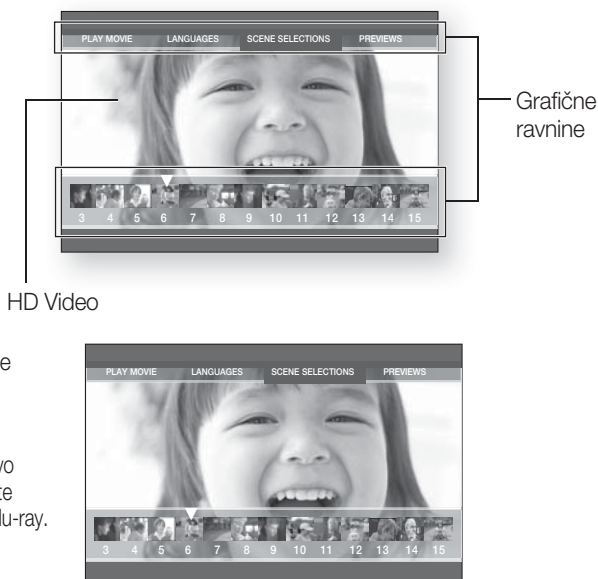 PLAY MOVIE LANGUAGES SCENE SELECTIONS PREVIEWS
Grafične
ravnine
3 4 5 6 7 8 9 10 11 12 13 14 15
HD Video
PLAY MOVIE LANGUAGES SCENE SELECTIONS PREVIEWS
3 4 5 6 7 8 9 10 11 12 13 14 15